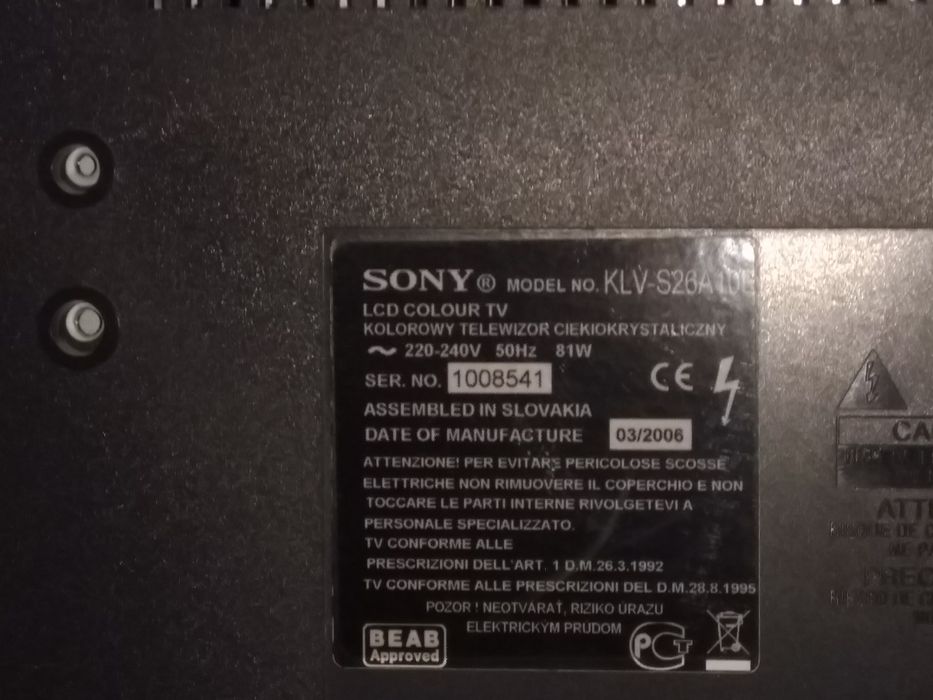 SONY® MODEL NO. KLV-S26A10E
LCD COLOUR TV
KOLOROWY TELEWIZOR CIEKIOKRYSTALICZNY
~ 220-240V 50Hz 81W
SER. NO. 1008541
CE
ASSEMBLED IN SLOVAKIA
DATE OF MANUFACTURE 03/2006
ATTENZIONE! PER EVITARE PERICOLOSE SCOSSE
ELETTRICHE NON RIMUOVERE IL COPERCHIO E NON
TOCCARE LE PARTI INTERNE RIVOLGETEVI A
PERSONALE SPECIALIZZATO.
TV CONFORME ALLE
PRESCRIZIONI DELL'ART. 1 D.M.26.3.1992
TV CONFORME ALLE PRESCRIZIONI DEL D.M.28.8.1995
POZOR ! NEOTVÁRAŤ, RIZIKO ÚRAZU
ELEKTRICKÝM PRÚDOM
BEAB
Approved
PCT